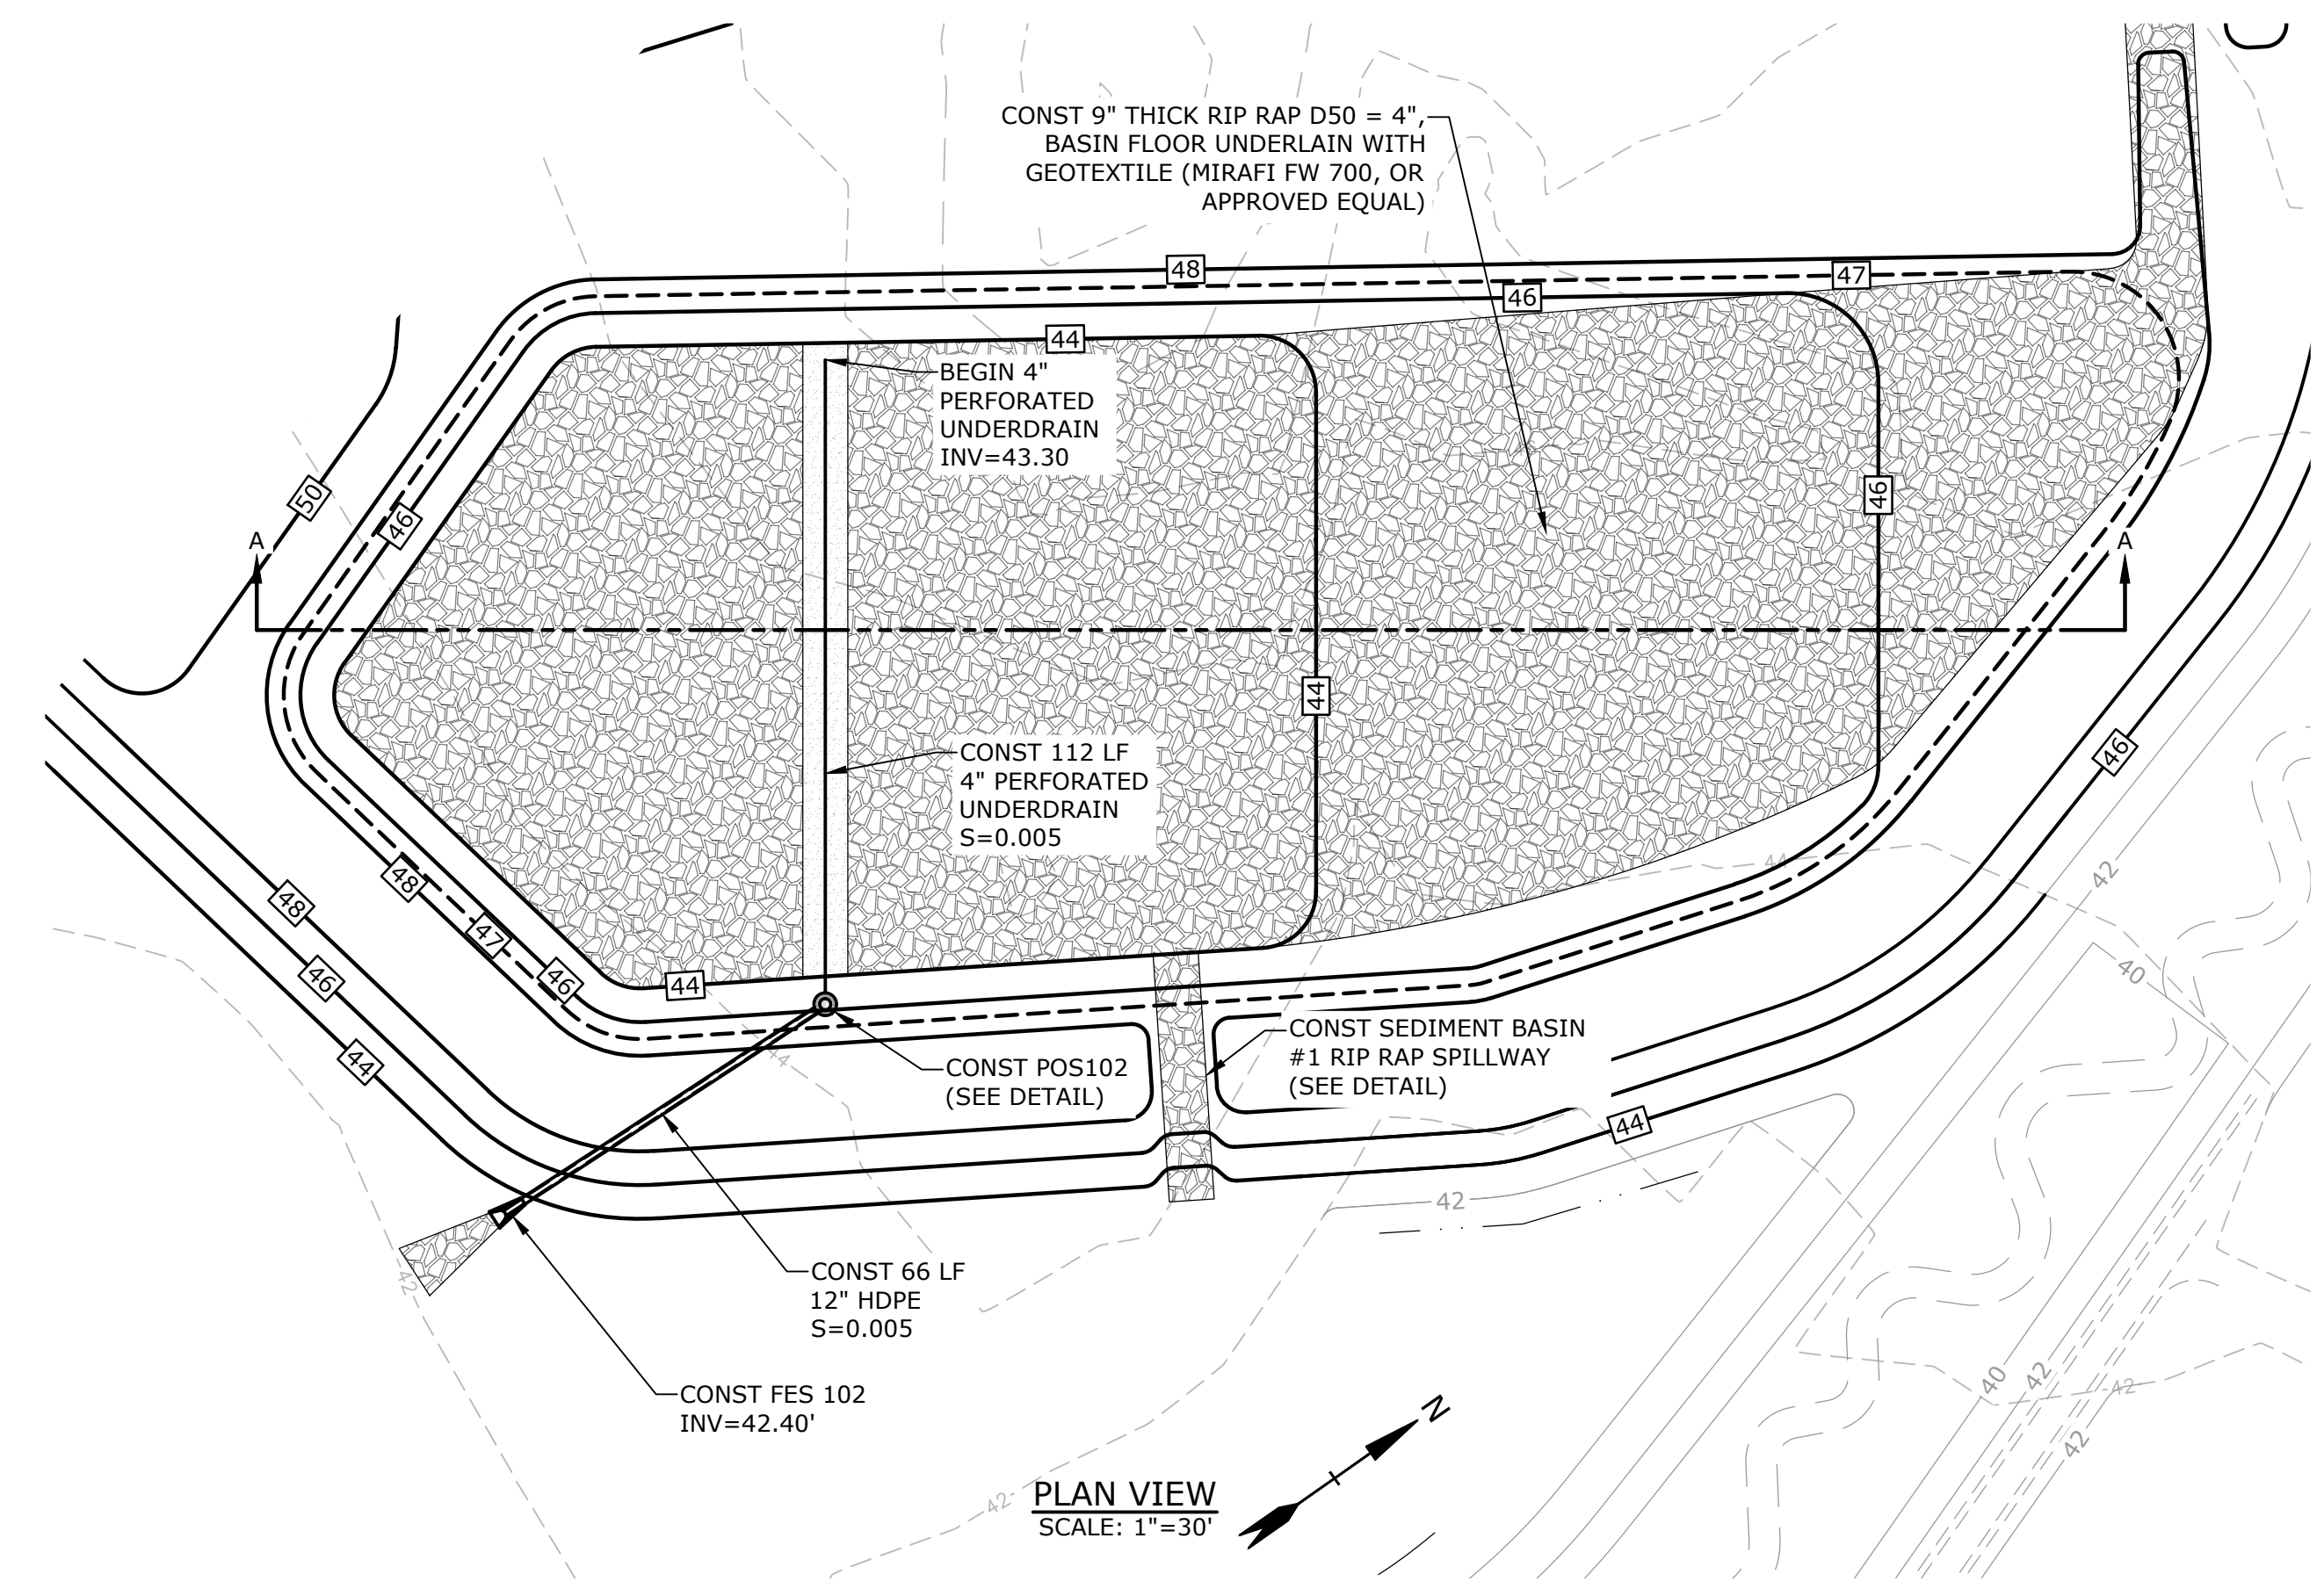 CONST 9" THICK RIP RAP D50 = 4",
BASIN FLOOR UNDERLAIN WITH
GEOTEXTILE (MIRAFI FW 700, OR
APPROVED EQUAL)
48
47
46
44
BEGIN 4"
PERFORATED
UNDERDRAIN
INV=43.30
50
46
46
A
A
44
CONST 112 LF
4" PERFORATED
UNDERDRAIN
S=0.005
46
44
42
48
48
47
46
44
46
40
44
44
CONST SEDIMENT BASIN
#1 RIP RAP SPILLWAY
(SEE DETAIL)
CONST POS102
(SEE DETAIL)
44
42
42
CONST 66 LF
12" HDPE
S=0.005
CONST FES 102
INV=42.40'
40
42
42
42
42
N
PLAN VIEW
SCALE: 1"=30'